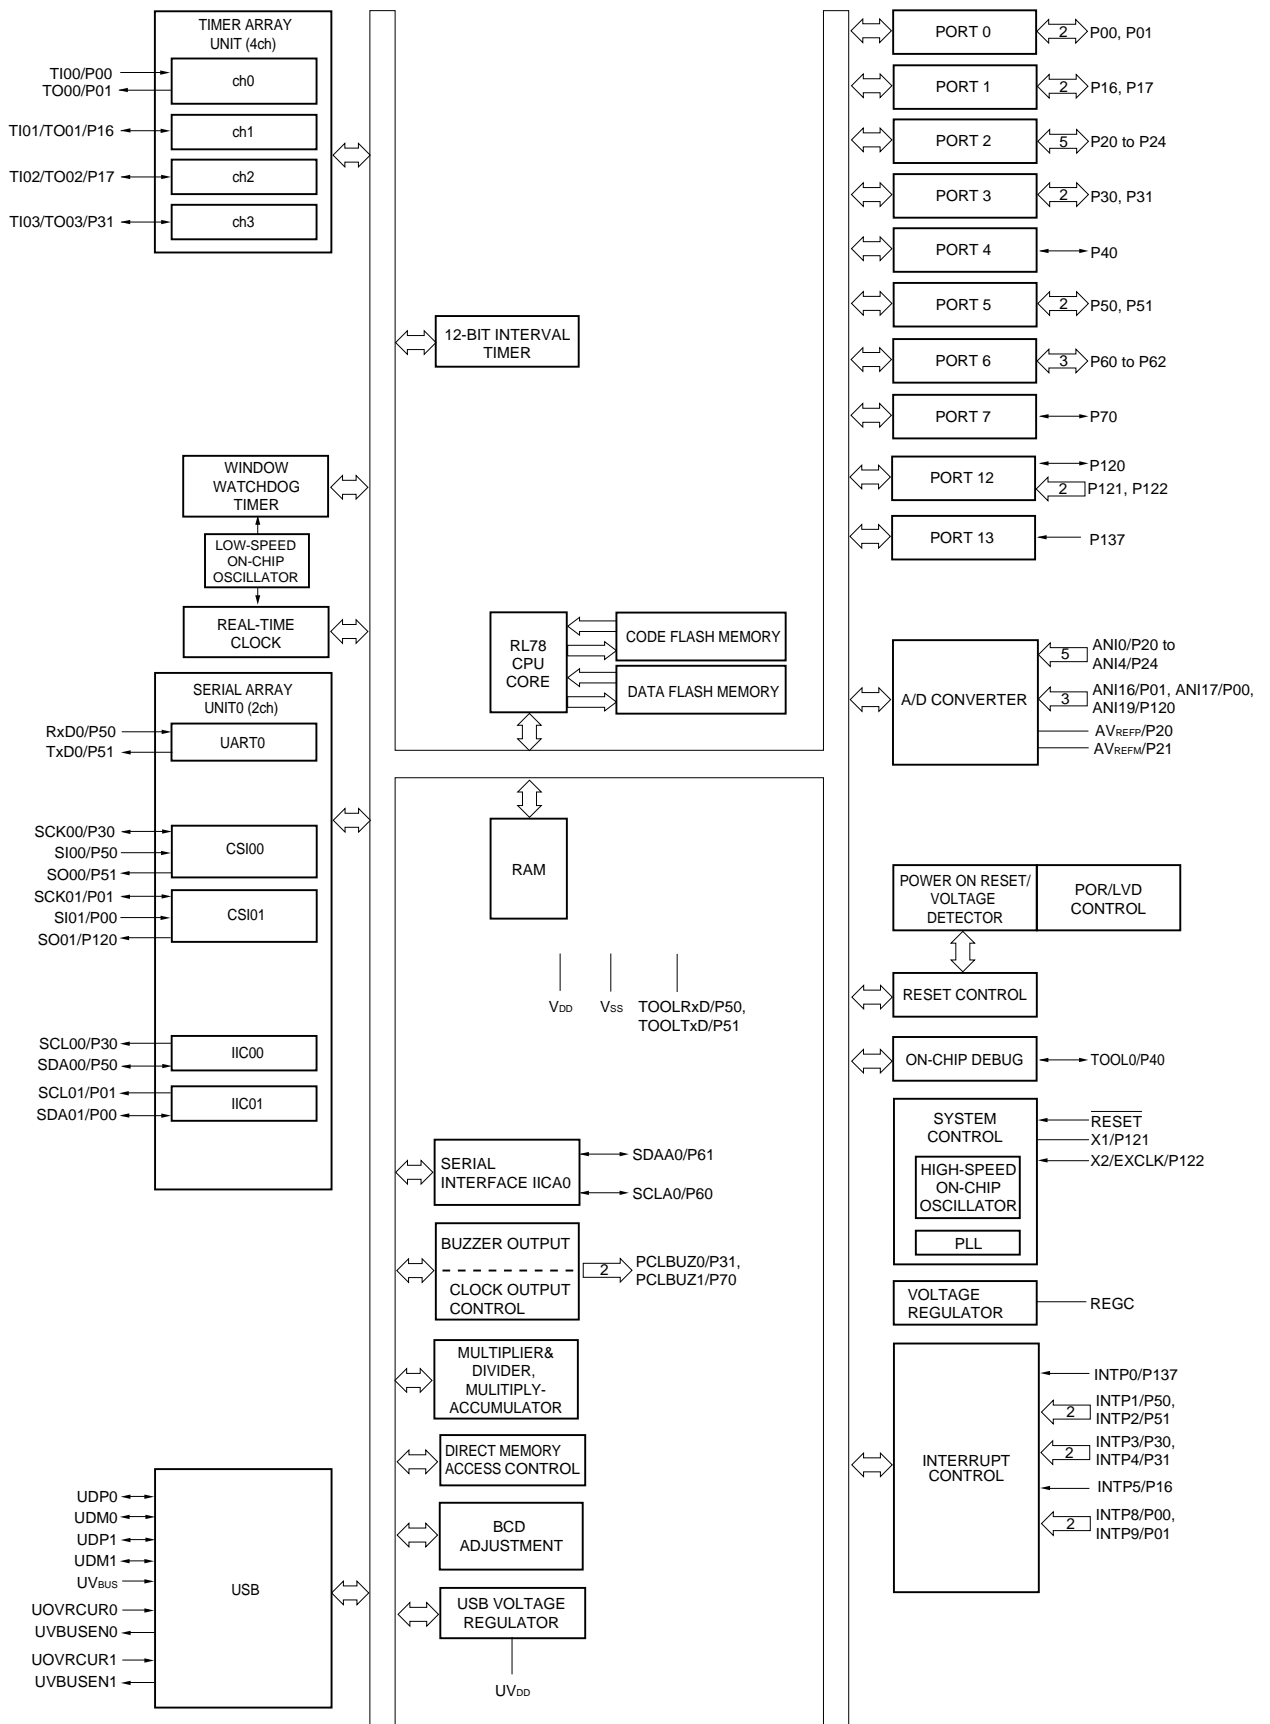 TIMER ARRAY
UNIT (4ch)
TI00/P00
TO00/P01
ch0
TI01/TO01/P16
ch1
TI02/TO02/P17
ch2
TI03/TO03/P31
ch3
12-BIT INTERVAL
TIMER
WINDOW
WATCHDOG
TIMER
LOW-SPEED
ON-CHIP
OSCILLATOR
REAL-TIME
CLOCK
SERIAL ARRAY
UNIT0 (2ch)
RxD0/P50
TxD0/P51
UART0
SCK00/P30
SI00/P50
SO00/P51
CSI00
SCK01/P01
SI01/P00
SO01/P120
CSI01
SCL00/P30
SDA00/P50
IIC00
SCL01/P01
SDA01/P00
IIC01
RL78
CPU
CORE
CODE FLASH MEMORY
DATA FLASH MEMORY
RAM
VDD
VSS
TOOLRxD/P50,
TOOLTxD/P51
SERIAL
INTERFACE IICA0
SDAA0/P61
SCLA0/P60
BUZZER OUTPUT
CLOCK OUTPUT
CONTROL
2
PCLBUZ0/P31,
PCLBUZ1/P70
MULTIPLIER&
DIVIDER,
MULITIPLY-
ACCUMULATOR
DIRECT MEMORY
ACCESS CONTROL
BCD
ADJUSTMENT
USB VOLTAGE
REGULATOR
UVDD
UDP0
UDM0
UDP1
UDM1
UVBUS
UOVRCUR0
UVBUSEN0
UOVRCUR1
UVBUSEN1
USB
PORT 0
2
P00, P01
PORT 1
2
P16, P17
PORT 2
5
P20 to P24
PORT 3
2
P30, P31
PORT 4
P40
PORT 5
2
P50, P51
PORT 6
3
P60 to P62
PORT 7
P70
PORT 12
P120
2
P121, P122
PORT 13
P137
A/D CONVERTER
5
ANI0/P20 to
ANI4/P24
3
ANI16/P01, ANI17/P00,
ANI19/P120
AVREFP/P20
AVREFM/P21
POWER ON RESET/
VOLTAGE
DETECTOR
POR/LVD
CONTROL
RESET CONTROL
ON-CHIP DEBUG
TOOL0/P40
SYSTEM
CONTROL
RESET
X1/P121
X2/EXCLK/P122
HIGH-SPEED
ON-CHIP
OSCILLATOR
PLL
VOLTAGE
REGULATOR
REGC
INTERRUPT
CONTROL
INTP0/P137
2
INTP1/P50,
INTP2/P51
2
INTP3/P30,
INTP4/P31
INTP5/P16
2
INTP8/P00,
INTP9/P01